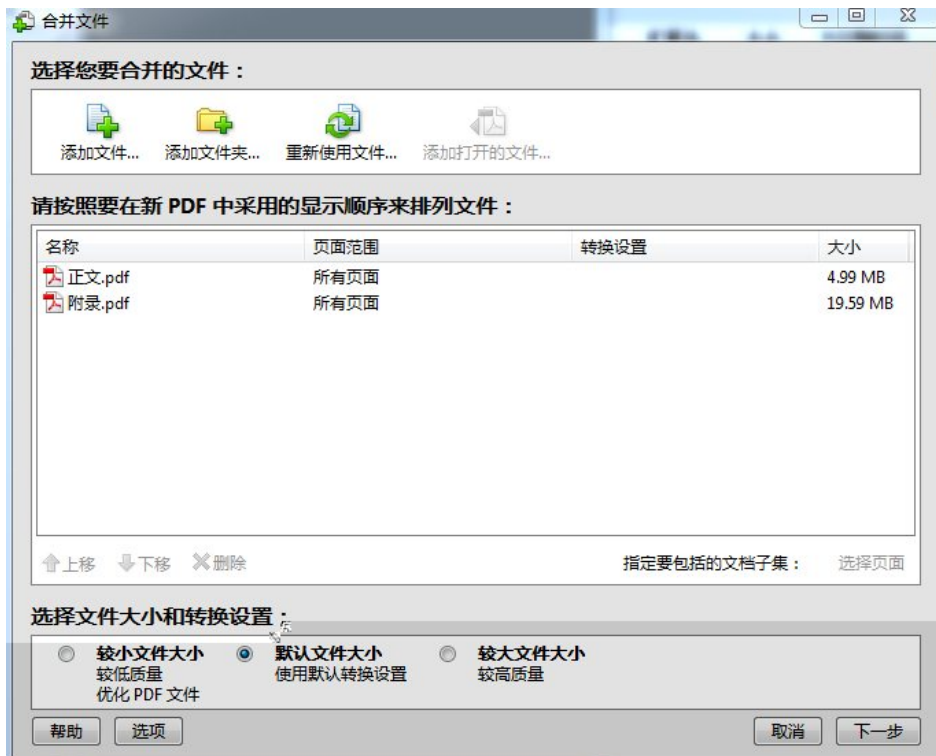 合并文件
选择您要合并的文件：
添加文件... 添加文件夹... 重新使用文件... 添加打开的文件...
请按照要在新 PDF 中采用的显示顺序来排列文件：
名称 页面范围 转换设置 大小
正文.pdf 所有页面 4.99 MB
附录.pdf 所有页面 19.59 MB
上移 下移 删除 指定要包括的文档子集： 选择页面
选择文件大小和转换设置：
较小文件大小 默认文件大小 较大文件大小
较低质量 使用默认转换设置 较高质量
优化 PDF 文件
帮助 选项 取消 下一步